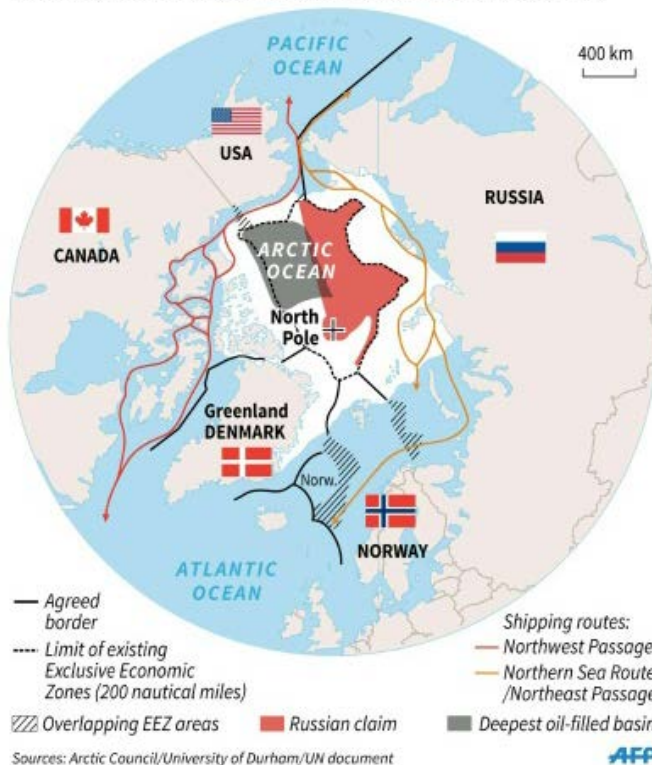 PACIFIC
OCEAN
400 km
USA
RUSSIA
CANADA
ARCTIC
OCEAN
North
Pole
Greenland
DENMARK
Norw.
NORWAY
ATLANTIC
OCEAN
Agreed
border
Limit of existing
Exclusive Economic
Zones (200 nautical miles)
Shipping routes:
Northwest Passage
Northern Sea Route
/Northeast Passage
Overlapping EEZ areas
Russian claim
Deepest oil-filled basin
Sources: Arctic Council/University of Durham/UN document
AFP